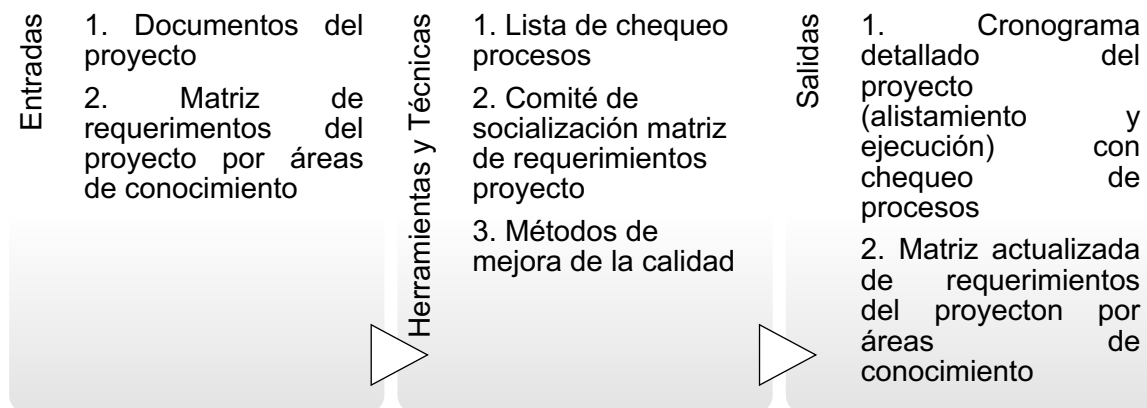 Entradas
1. Documentos del
proyecto
2. Matriz de
requerimentos del
proyecto por áreas
de conocimiento
Herramientas y Técnicas
1. Lista de chequeo
procesos
2. Comité de
socialización matriz
de requerimientos
proyecto
3. Métodos de
mejora de la calidad
Salidas
1. Cronograma
detallado del
proyecto
(alistamiento y
ejecución) con
chequeo de
procesos
2. Matriz actualizada
de requerimientos
del proyecton por
áreas de
conocimiento